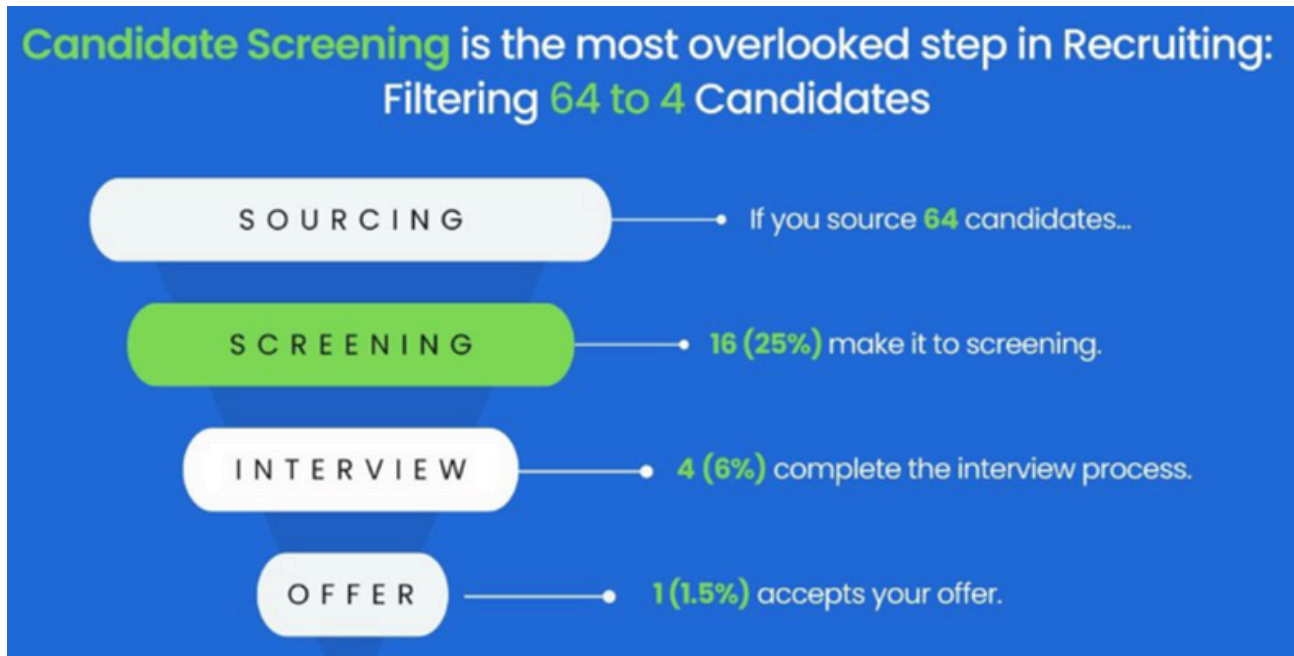 Candidate Screening is the most overlooked step in Recruiting:
Filtering 64 to 4 Candidates
SOURCING
If you source 64 candidates...
SCREENING
16 (25%) make it to screening.
INTERVIEW
4 (6%) complete the interview process.
OFFER
1 (1.5%) accepts your offer.